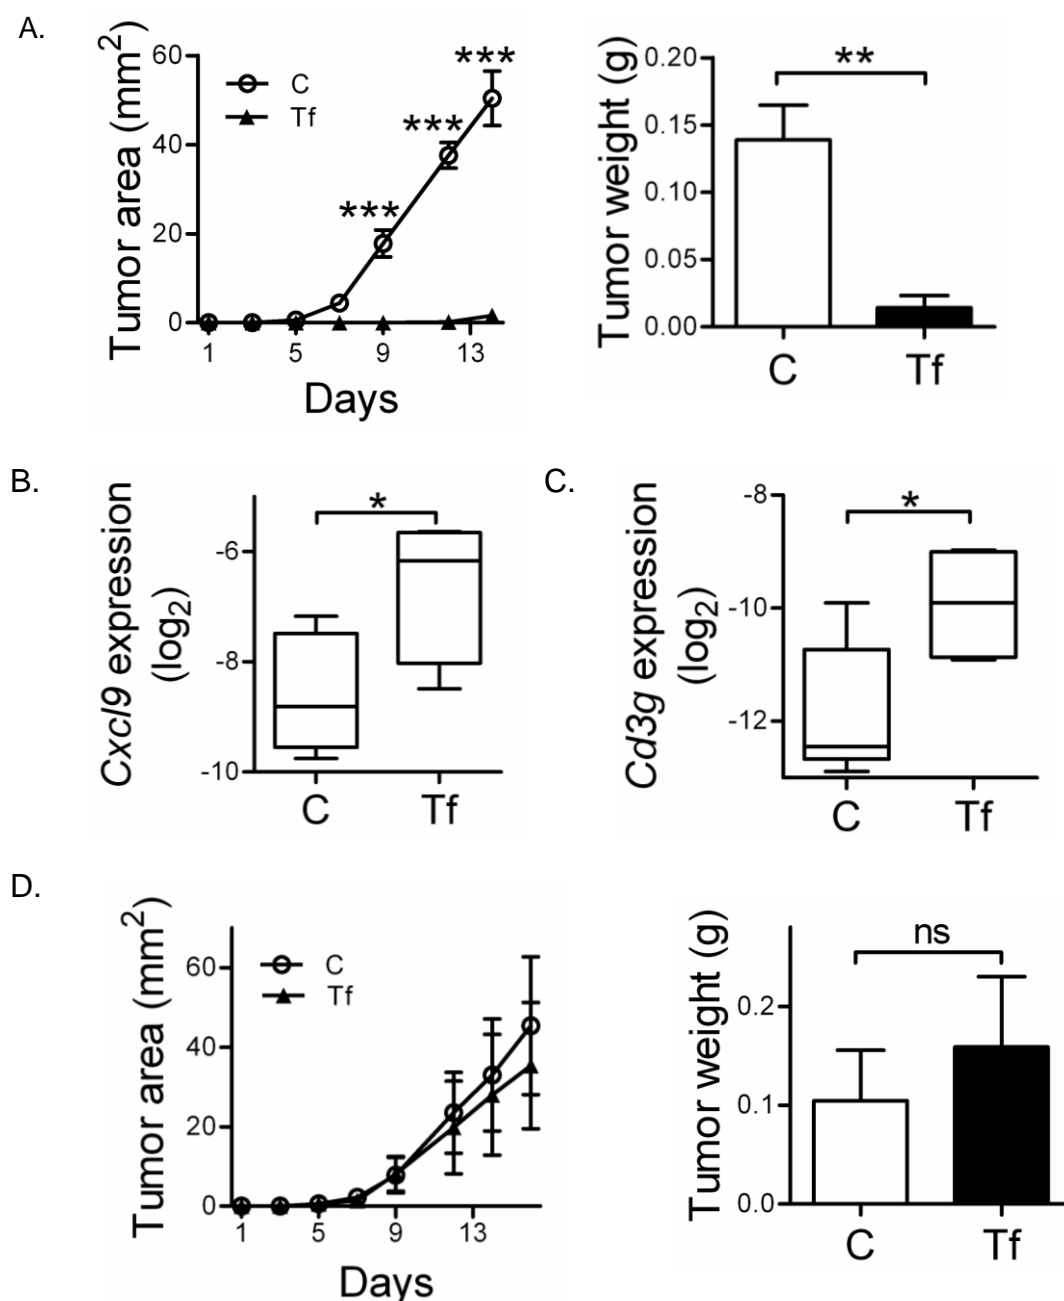 A.
Tumor area (mm2)
60
40
20
0
C
Tf
***
***
***
1
5
9
13
Days
Tumor weight (g)
0.20
0.15
0.10
0.05
0.00
**
C
Tf
B.
Cxcl9 expression
(log2)
-6
-8
-10
*
C
Tf
C.
Cd3g expression
(log2)
-8
-10
-12
*
C
Tf
D.
Tumor area (mm2)
60
40
20
0
C
Tf
1
5
9
13
Days
Tumor weight (g)
0.2
0.1
0.0
ns
C
Tf